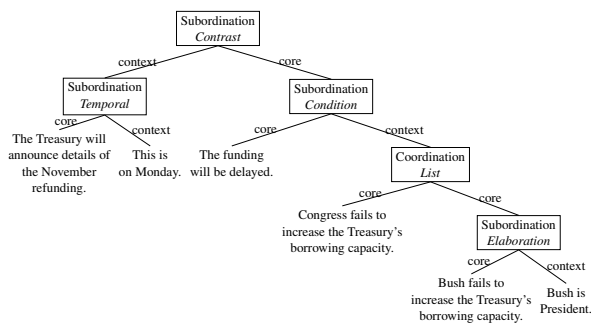 Subordination
Contrast
context
core
Subordination
Temporal
Subordination
Condition
core
context
core
context
The Treasury will
announce details of
the November
refunding.
This is
on Monday.
The funding
will be delayed.
Coordination
List
core
core
Congress fails to
increase the Treasury's
borrowing capacity.
Subordination
Elaboration
core
context
Bush fails to
increase the Treasury's
borrowing capacity.
Bush is
President.